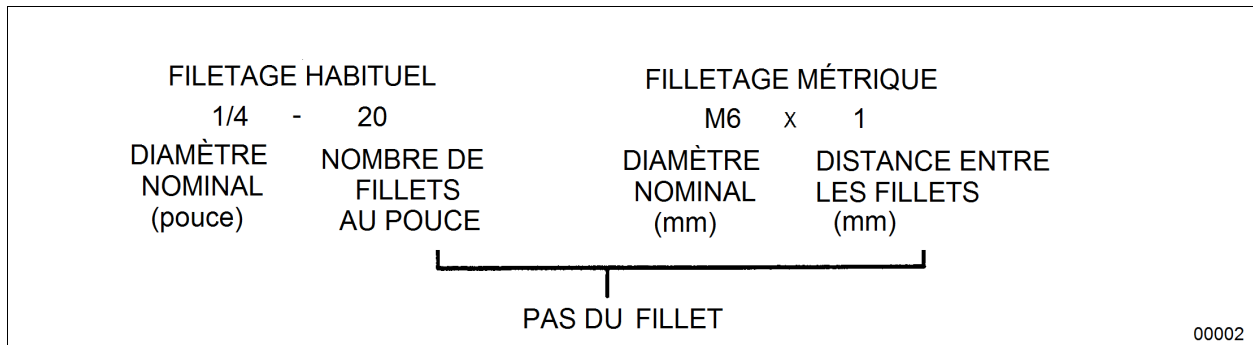 FILETAGE HABITUEL
1/4 - 20
DIAMÈTRE
NOMINAL
(pouce)
NOMBRE DE
FILLETS
AU POUCE
FILLETAGE MÉTRIQUE
M6 x 1
DIAMÈTRE
NOMINAL
(mm)
DISTANCE ENTRE
LES FILLETS
(mm)
PAS DU FILLET
00002